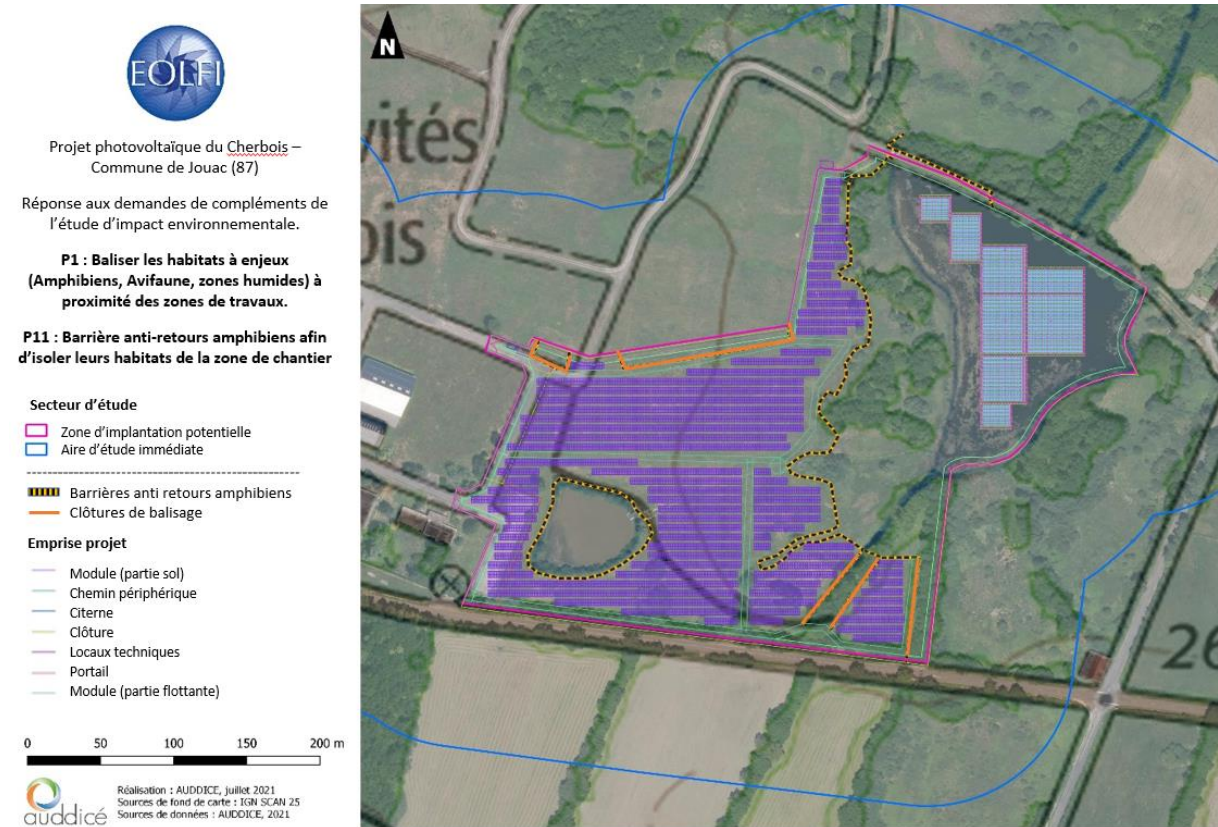 EOLFI
Projet photovoltaïque du Cherbois –
Commune de Jouac (87)
Réponse aux demandes de compléments de
l'étude d'impact environnementale.
P1 : Baliser les habitats à enjeux
(Amphibiens, Avifaune, zones humides) à
proximité des zones de travaux.
P11 : Barrière anti-retours amphibiens afin
d'isoler leurs habitats de la zone de chantier
Secteur d'étude
Zone d'implantation potentielle
Aire d'étude immédiate
Barrières anti retours amphibiens
Clôtures de balisage
Emprise projet
Module (partie sol)
Chemin périphérique
Citerne
Clôture
Locaux techniques
Portail
Module (partie flottante)
0 50 100 150 200 m
auddicé
Réalisation : AUDDICE, juillet 2021
Sources de fond de carte : IGN SCAN 25
Sources de données : AUDDICE, 2021
N
vités
bis
26